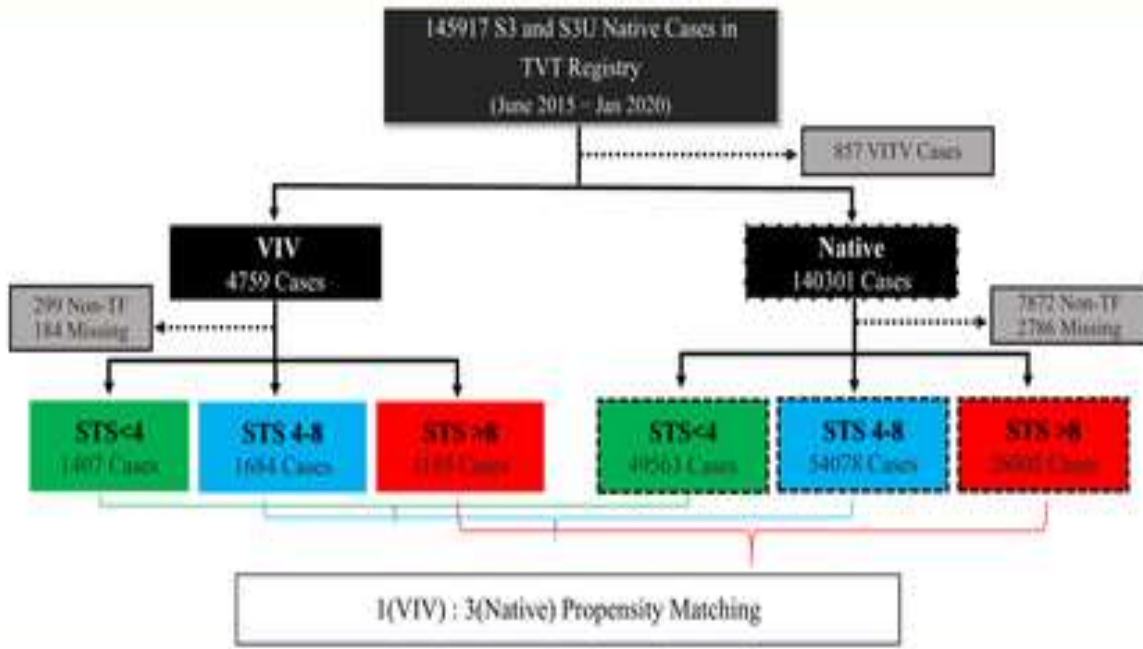 145917 S3 and S3U Native Cases in
TVT Registry
(June 2015 – Jan 2020)
857 VITV Cases
VIV
4759 Cases
Native
140301 Cases
299 Non-TF
184 Missing
7872 Non-TF
2786 Missing
STS<4
1407 Cases
STS 4-8
1684 Cases
STS >8
Cases
STS<4
49563 Cases
STS 4-8
54078 Cases
STS >8
Cases
1(VIV) : 3(Native) Propensity Matching